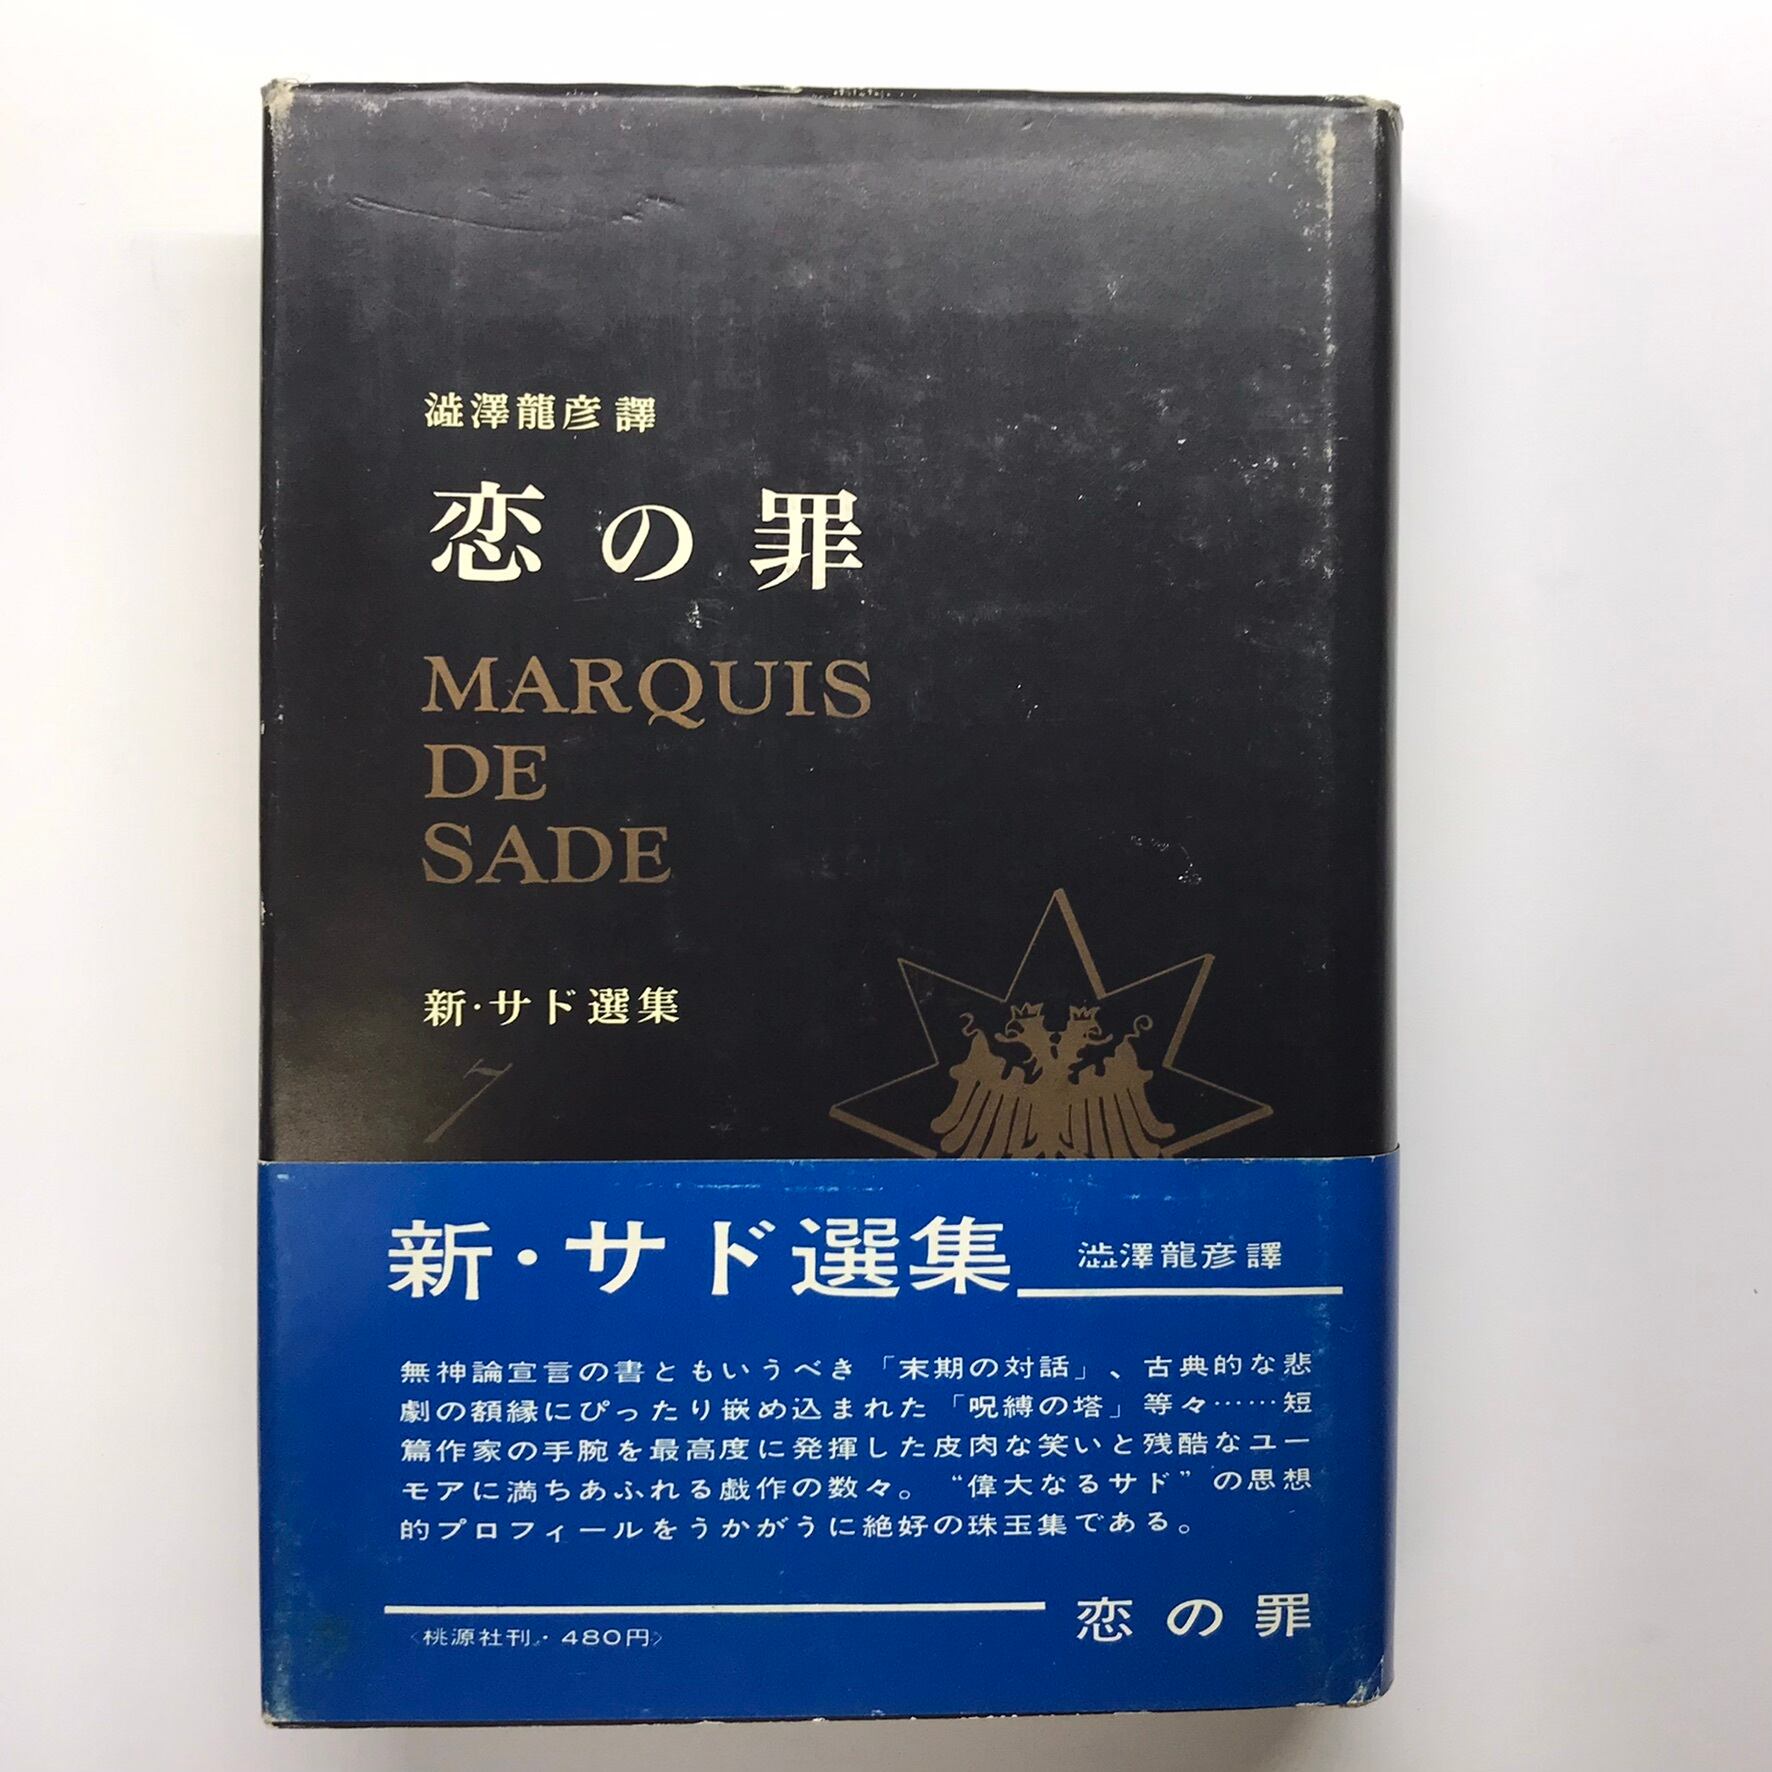 澁澤龍彦 譯
恋の罪
MARQUIS
DE
SADE
新・サド選集
7
新・サド選集 澁澤龍彦譯
無神論宣言の書ともいうべき「末期の対話」、古典的な悲
劇の額縁にぴったり嵌め込まれた「呪縛の塔」等々……短
篇作家の手腕を最高度に発揮した皮肉な笑いと残酷なユー
モアに満ちあふれる戯作の数々。“偉大なるサド”の思想
的プロフィールをうかがうに絶好の珠玉集である。
恋の罪
〈桃源社刊・480円〉